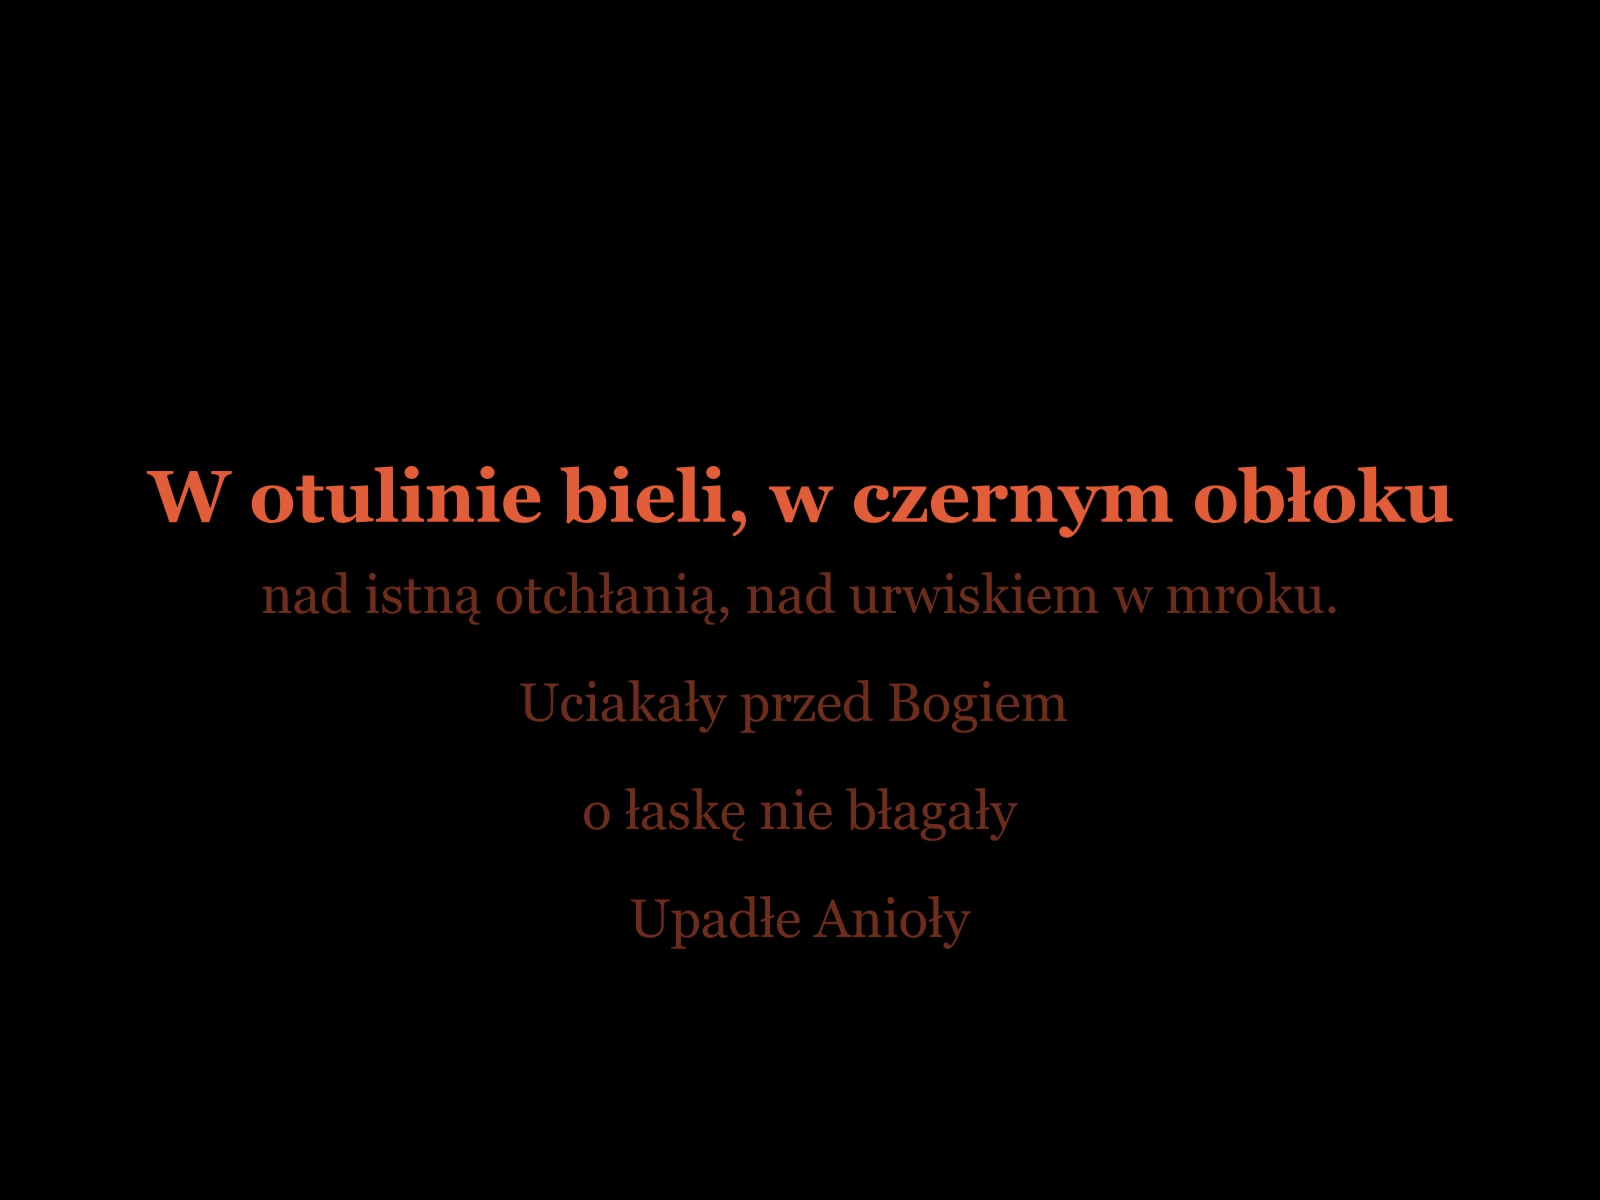 W otulinie bieli, w czernym obłoku
nad istną otchłanią, nad urwiskiem w mroku.
Uciakały przed Bogiem
o łaskę nie błagały
Upadłe Anioły